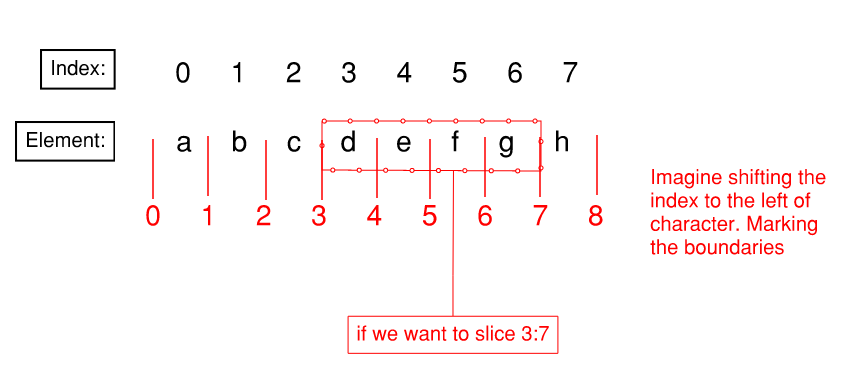 Index: 0 1 2 3 4 5 6 7
Element: a b c d e f g h
0 1 2 3 4 5 6 7 8
Imagine shifting the
index to the left of
character. Marking
the boundaries
if we want to slice 3:7